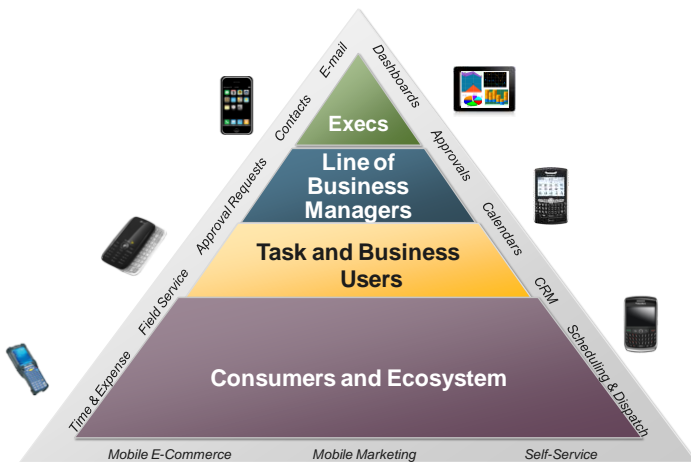 E-mail
Dashboards
Contacts
Execs
Approvals
Approval Requests
Line of
Business
Managers
Calendars
Task and Business
Users
Field Service
CRM
Consumers and Ecosystem
Time & Expense
Scheduling & Dispatch
Mobile E-Commerce
Mobile Marketing
Self-Service